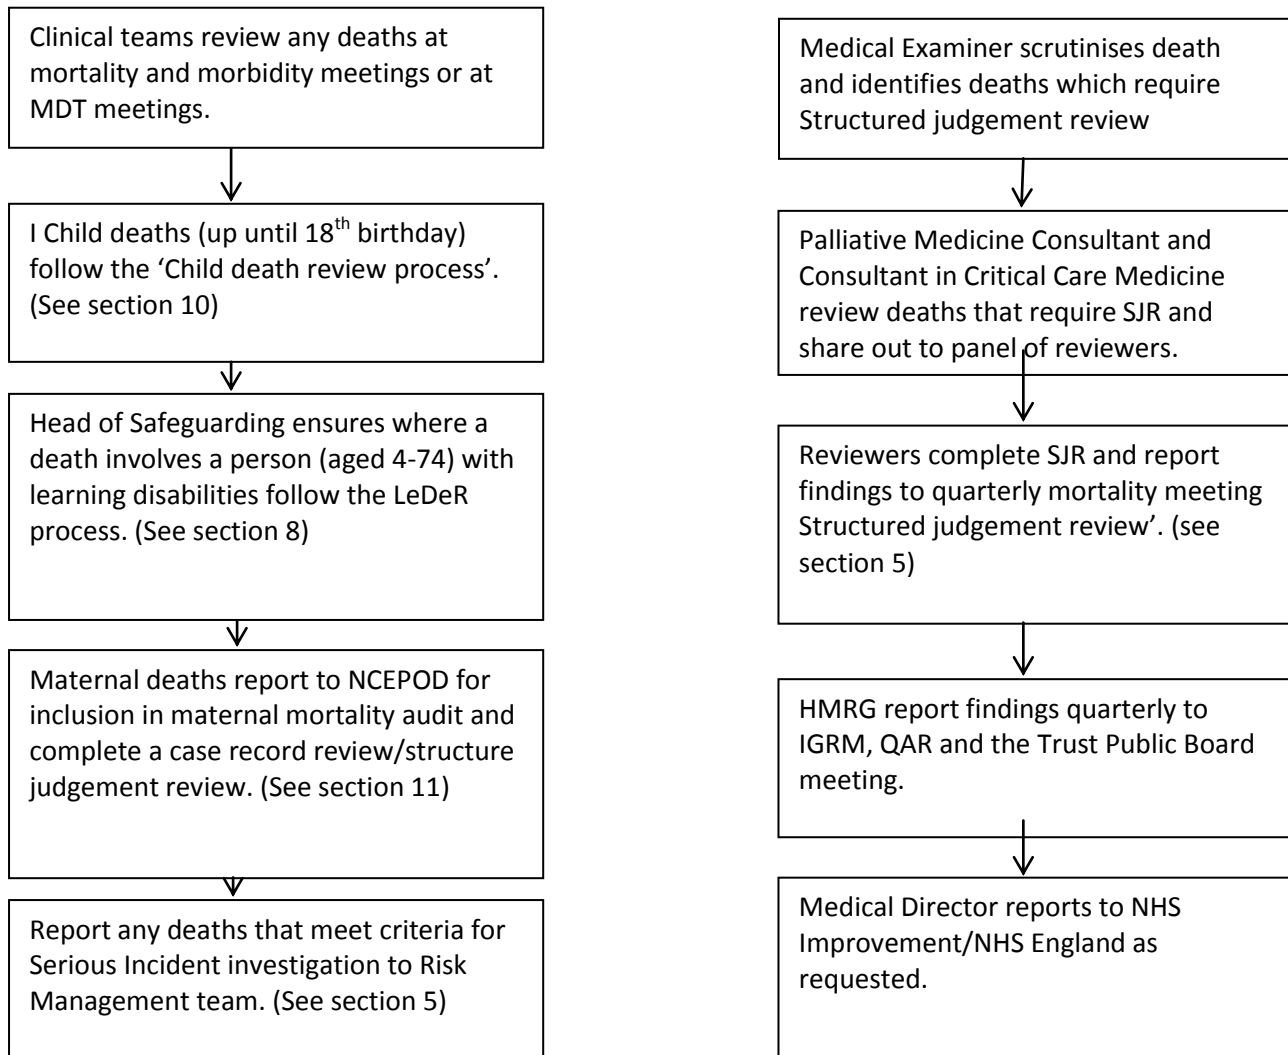 Clinical teams review any deaths at
mortality and morbidity meetings or at
MDT meetings.
I Child deaths (up until 18th birthday)
follow the ‘Child death review process’.
(See section 10)
Head of Safeguarding ensures where a
death involves a person (aged 4-74) with
learning disabilities follow the LeDeR
process. (See section 8)
Maternal deaths report to NCEPOD for
inclusion in maternal mortality audit and
complete a case record review/structure
judgement review. (See section 11)
Report any deaths that meet criteria for
Serious Incident investigation to Risk
Management team. (See section 5)
Medical Examiner scrutinises death
and identifies deaths which require
Structured judgement review
Palliative Medicine Consultant and
Consultant in Critical Care Medicine
review deaths that require SJR and
share out to panel of reviewers.
Reviewers complete SJR and report
findings to quarterly mortality meeting
Structured judgement review’. (see
section 5)
HMRG report findings quarterly to
IGRM, QAR and the Trust Public Board
meeting.
Medical Director reports to NHS
Improvement/NHS England as
requested.